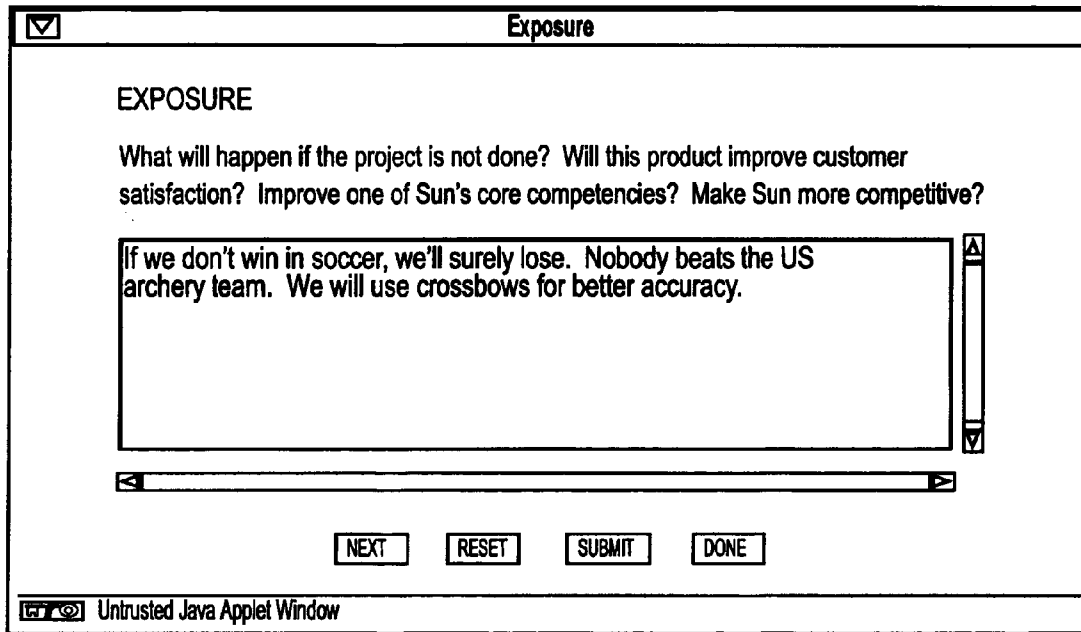 Exposure
EXPOSURE
What will happen if the project is not done? Will this product improve customer
satisfaction? Improve one of Sun's core competencies? Make Sun more competitive?
If we don't win in soccer, we'll surely lose. Nobody beats the US
archery team. We will use crossbows for better accuracy.
NEXT RESET SUBMIT DONE
Untrusted Java Applet Window